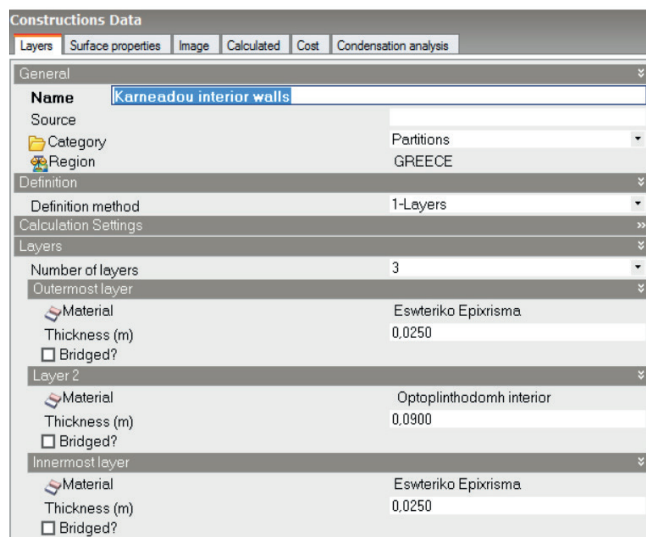 Constructions Data
Layers Surface properties Image Calculated Cost Condensation analysis
General
Name Karneadou interior walls
Source
Category Partitions
Region GREECE
Definition
Definition method 1-Layers
Calculation Settings
Layers
Number of layers 3
Outermost layer
Material Eswteriko Epixrisma
Thickness (m) 0,0250
Bridged?
Layer 2
Material Optoplinthodomh interior
Thickness (m) 0,0900
Bridged?
Innermost layer
Material Eswteriko Epixrisma
Thickness (m) 0,0250
Bridged?